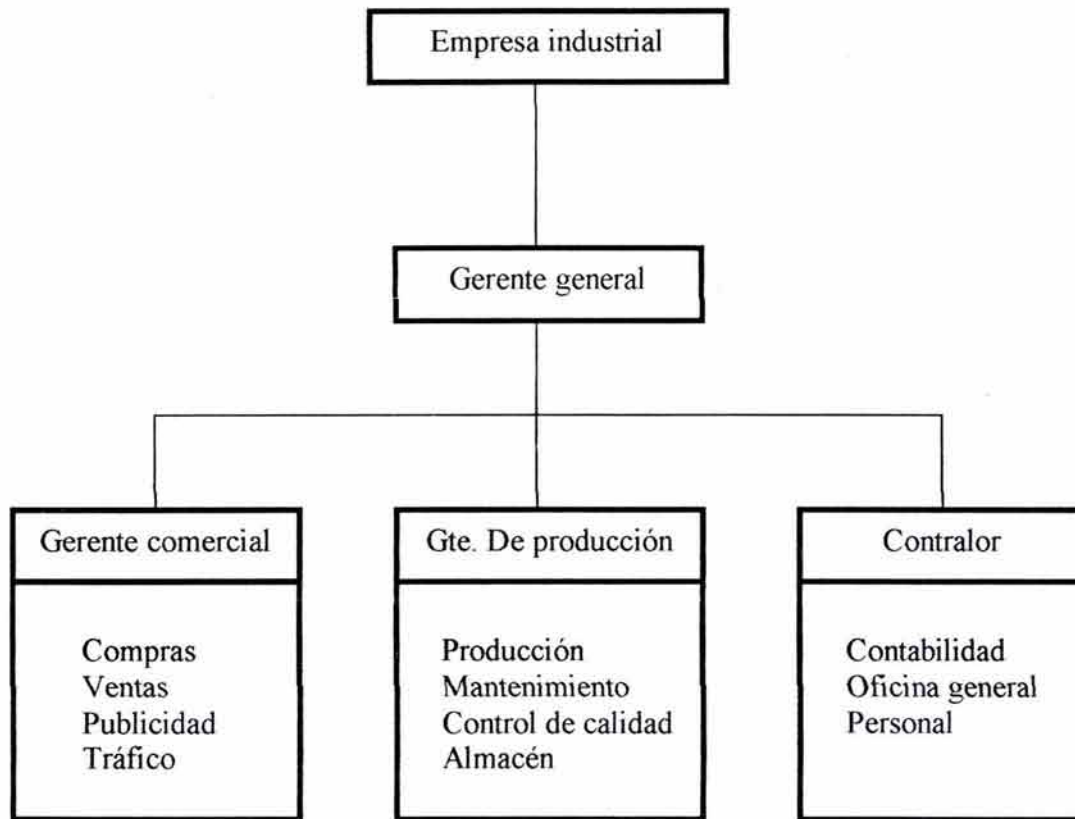 Empresa industrial
Gerente general
Gerente comercial
Compras
Ventas
Publicidad
Tráfico
Gte. De producción
Producción
Mantenimiento
Control de calidad
Almacén
Contralor
Contabilidad
Oficina general
Personal